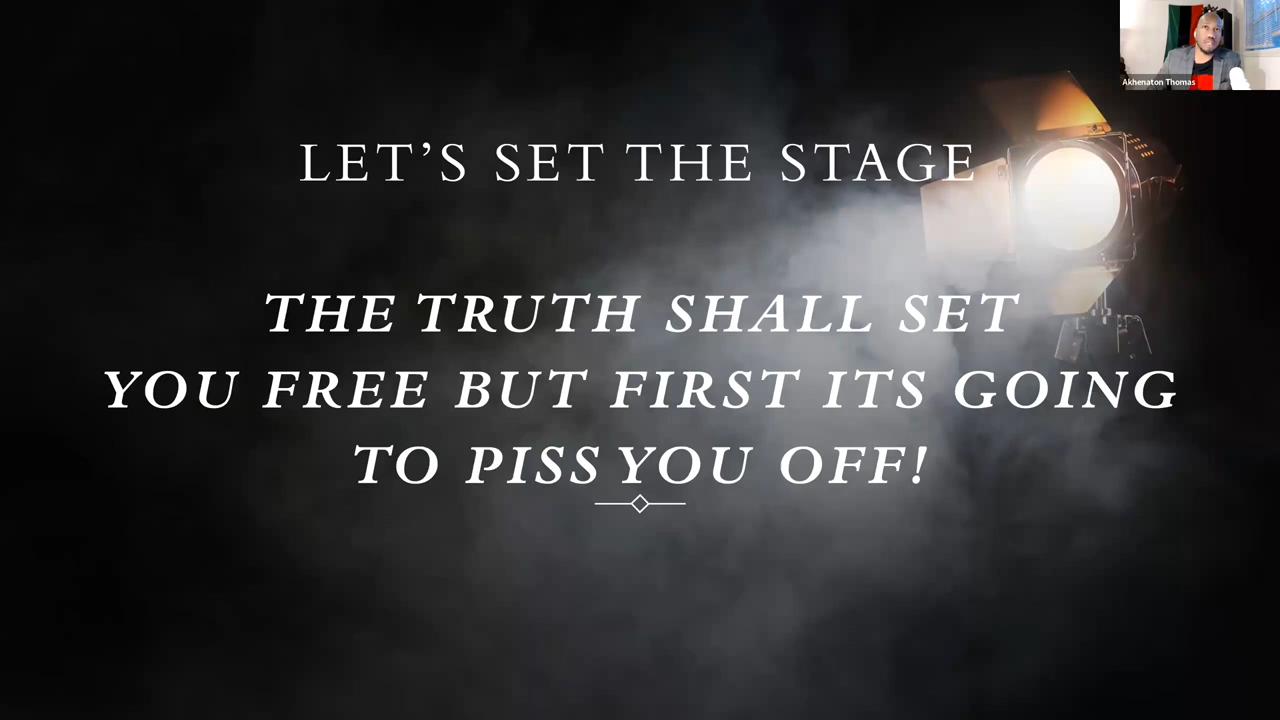 LET’S SET THE STAGE
THE TRUTH SHALL SET
YOU FREE BUT FIRST ITS GOING
TO PISS YOU OFF!
Akhenaton Thomas